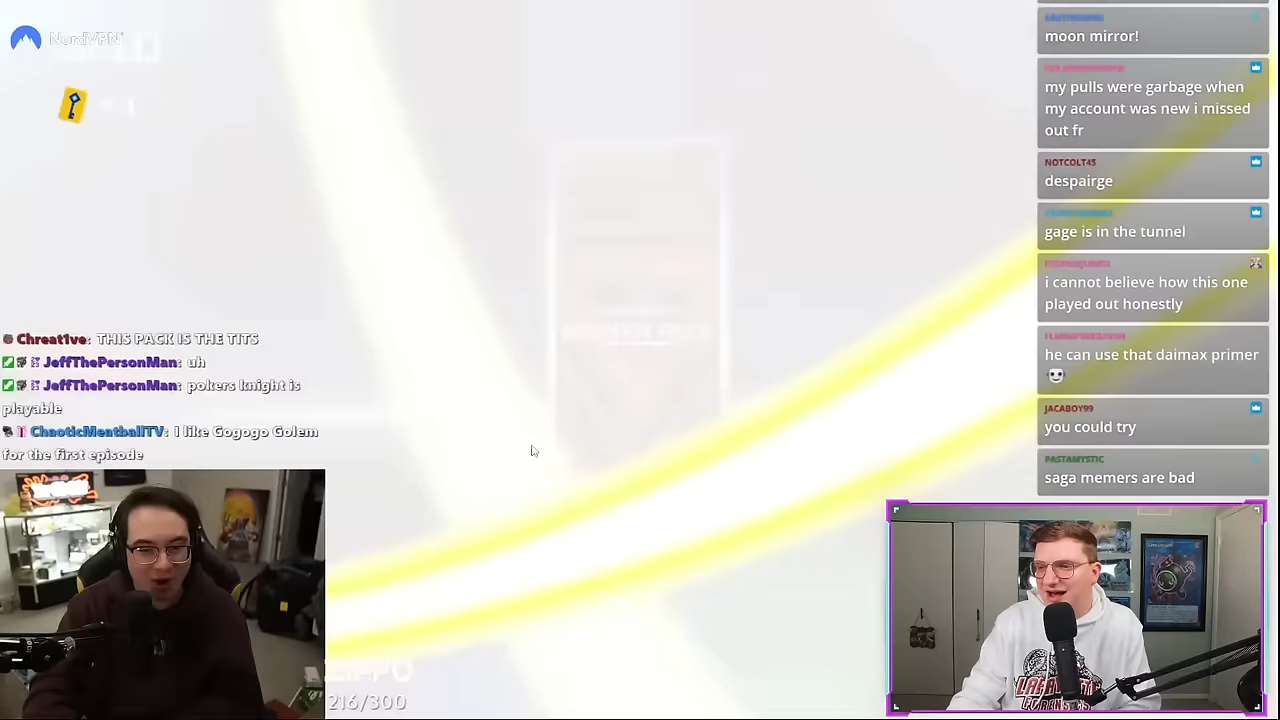 NordVPN
moon mirror!
my pulls were garbage when
my account was new i missed
out fr
NOTCOLT45
despairge
gage is in the tunnel
i cannot believe how this one
played out honestly
he can use that daimax primer
JACABOY99
you could try
PASTAMYSTIC
saga memers are bad
Chreat1ve: THIS PACK IS THE TITS
JeffThePersonMan: uh
JeffThePersonMan: pokers knight is
playable
ChaoticMeatballTV: I like Gogogo Golem
for the first episode
ZIPPO
216/300